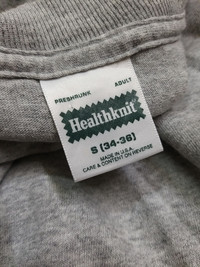 PRESHRUNK ADULT
Healthknit
S (34-36)
MADE IN U.S.A.
CARE & CONTENT ON REVERSE